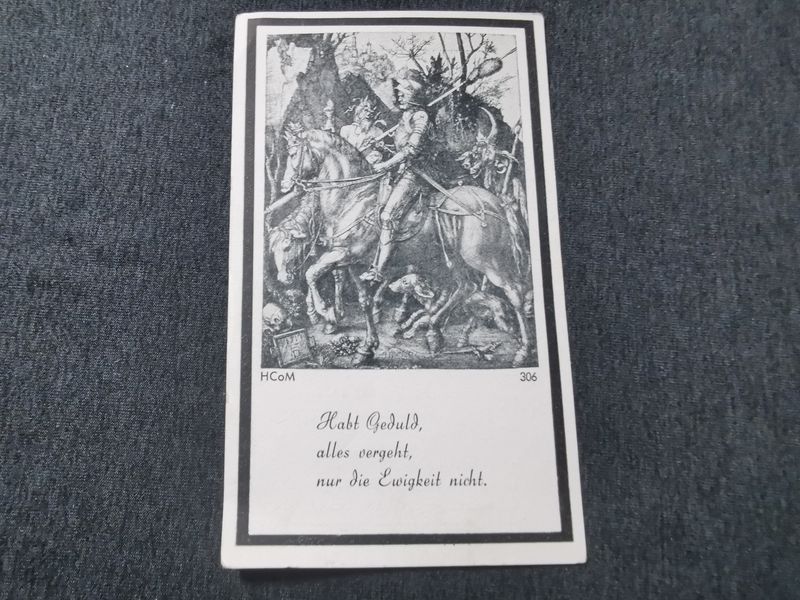 HCoM 306
Habt Geduld,
alles vergeht,
nur die Ewigkeit nicht.